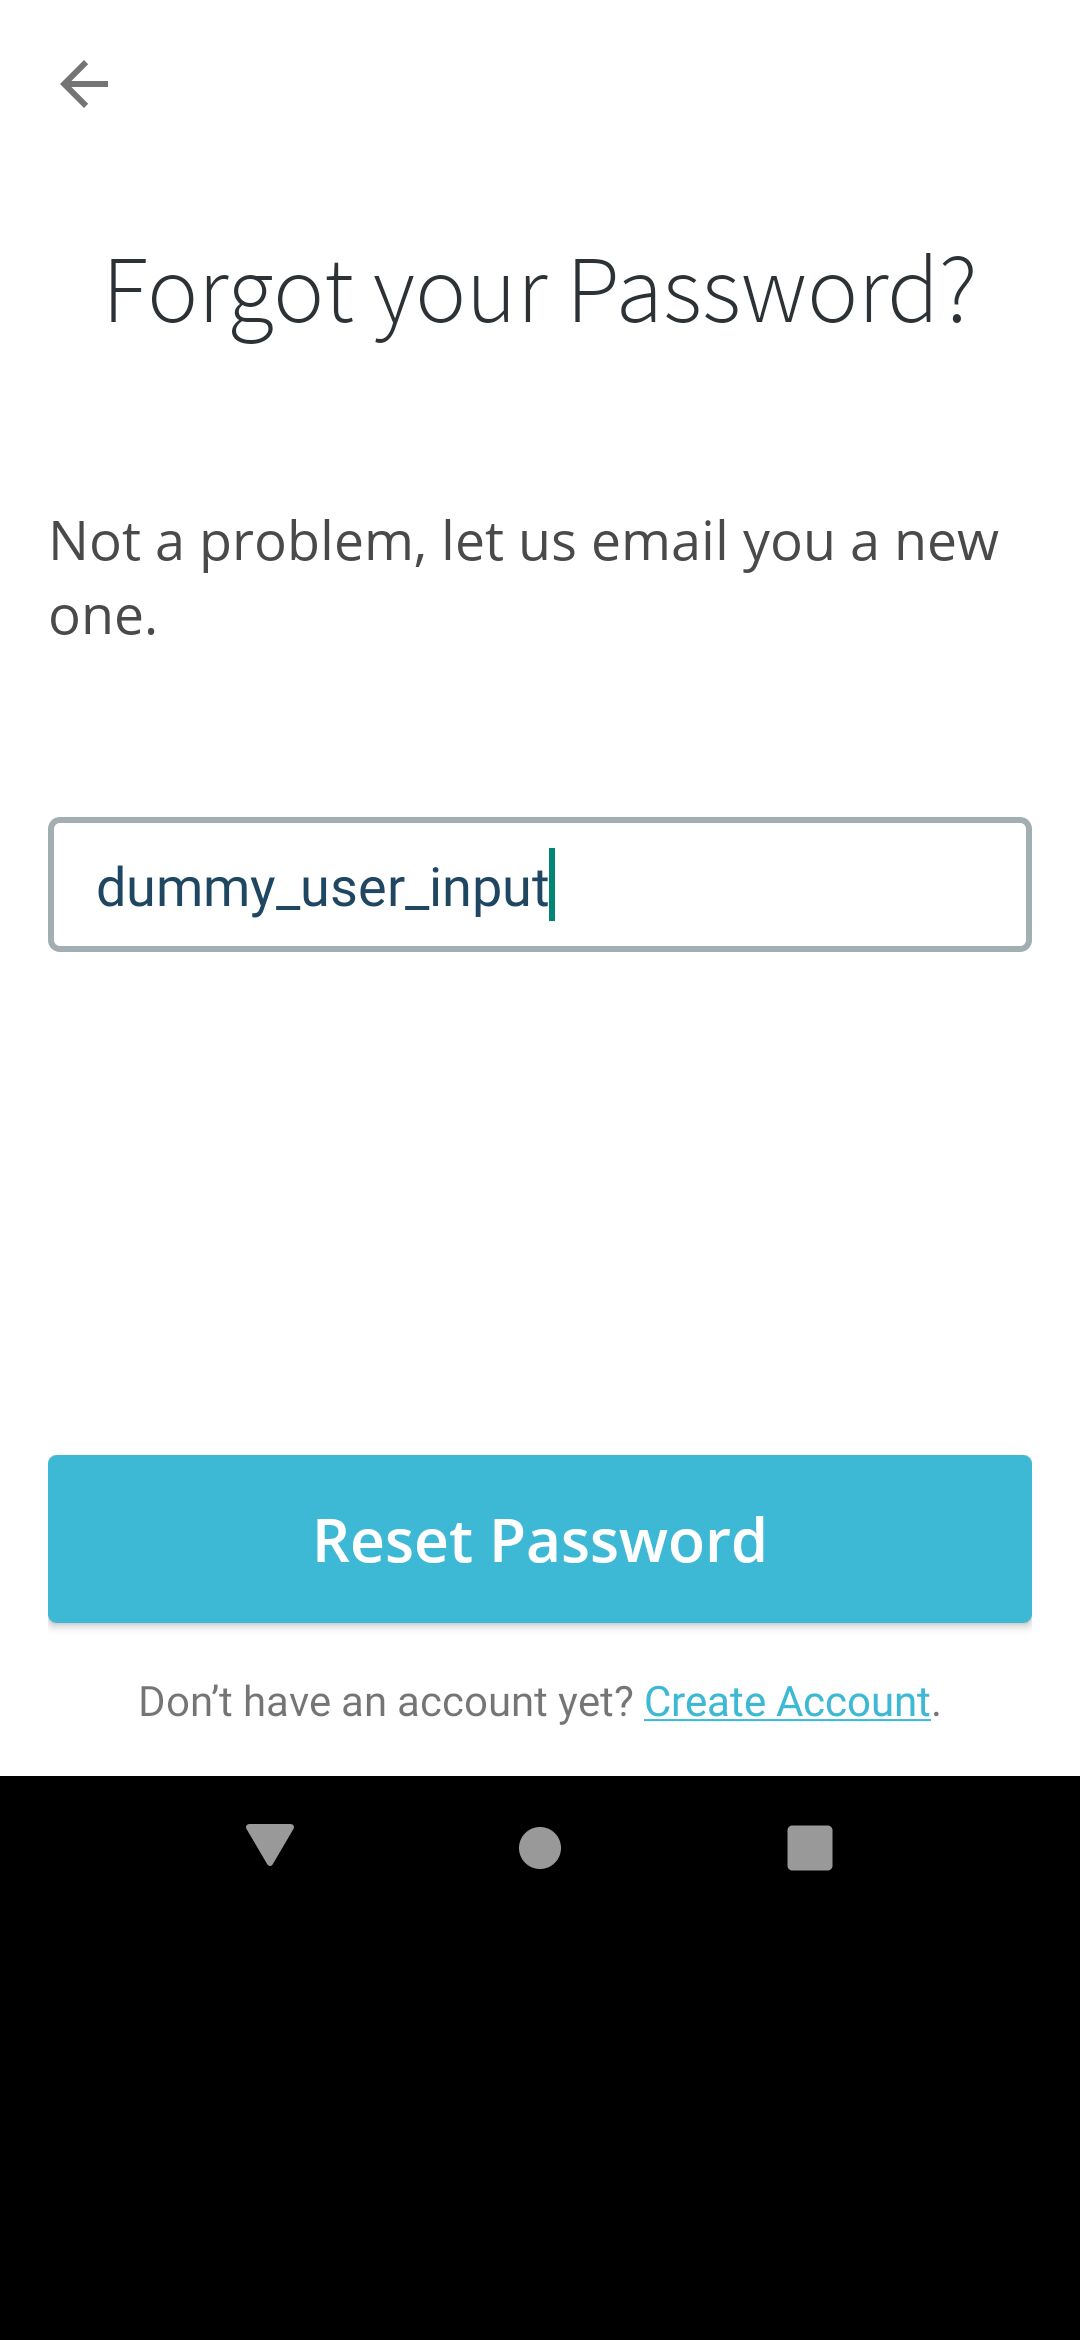 Forgot your Password?
Not a problem, let us email you a new
one.
dummy_user_input
Reset Password
Don’t have an account yet? Create Account.